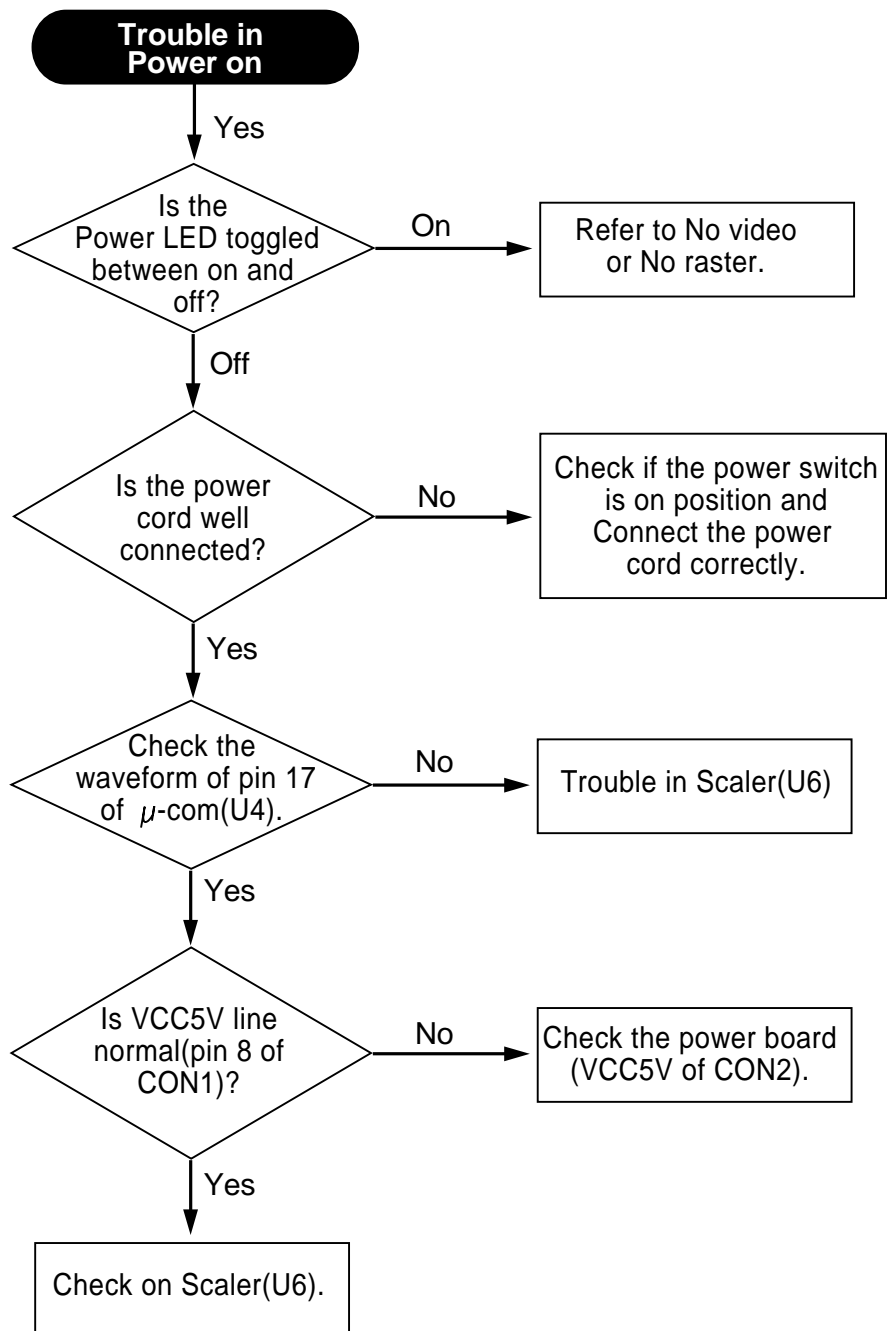 Trouble in
Power on
Yes
Is the
Power LED toggled
between on and
off?
On
Refer to No video
or No raster.
Off
Is the power
cord well
connected?
No
Check if the power switch
is on position and
Connect the power
cord correctly.
Yes
Check the
waveform of pin 17
of μ-com(U4).
No
Trouble in Scaler(U6)
Yes
Is VCC5V line
normal(pin 8 of
CON1)?
No
Check the power board
(VCC5V of CON2).
Yes
Check on Scaler(U6).